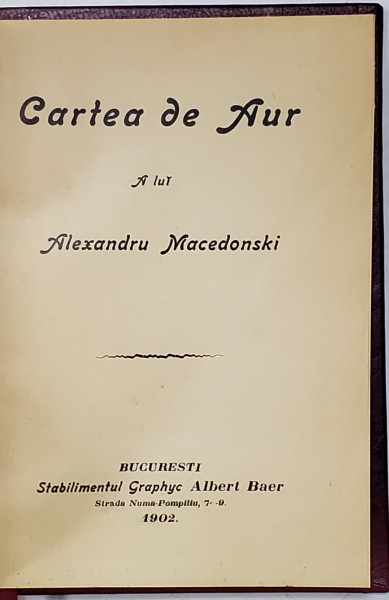 Cartea de Aur
A luĭ
Alexandru Macedonski
BUCURESTI
Stabilimentul Graphyc Albert Baer
Strada Numa-Pompiliu, 7--9.
1902.